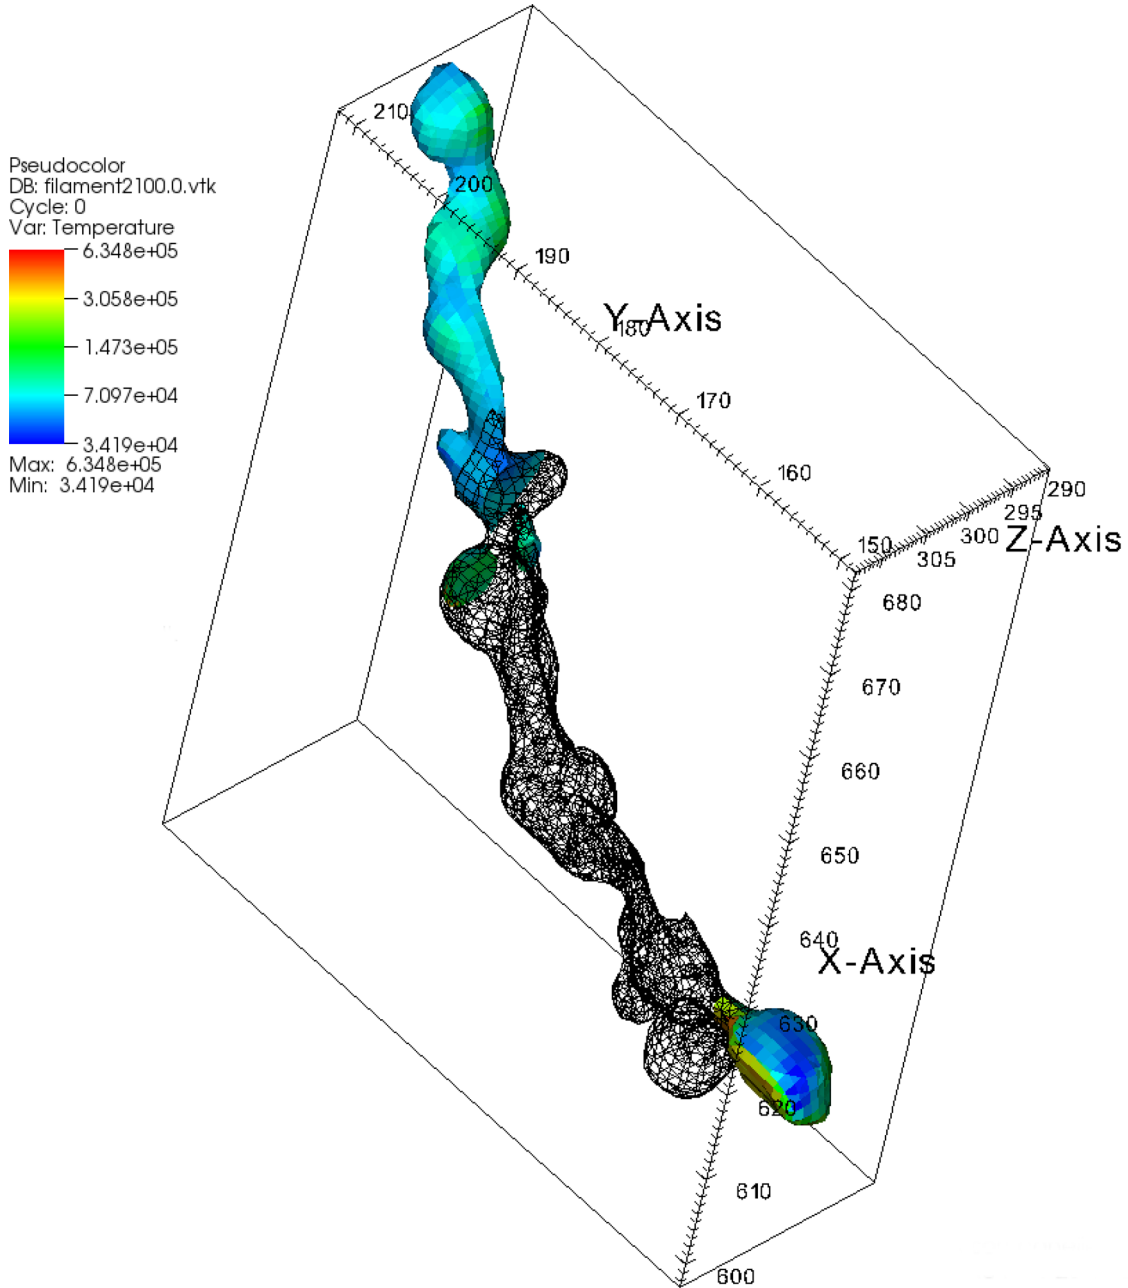 Pseudocolor
DB: filament2100.0.vtk
Cycle: 0
Var: Temperature
6.348e+05
3.058e+05
1.473e+05
7.097e+04
3.419e+04
Max: 6.348e+05
Min: 3.419e+04
210
200
190
Y-Axis
180
170
160
150
290
295
300
305
Z-Axis
680
670
660
650
640
X-Axis
630
620
610
600